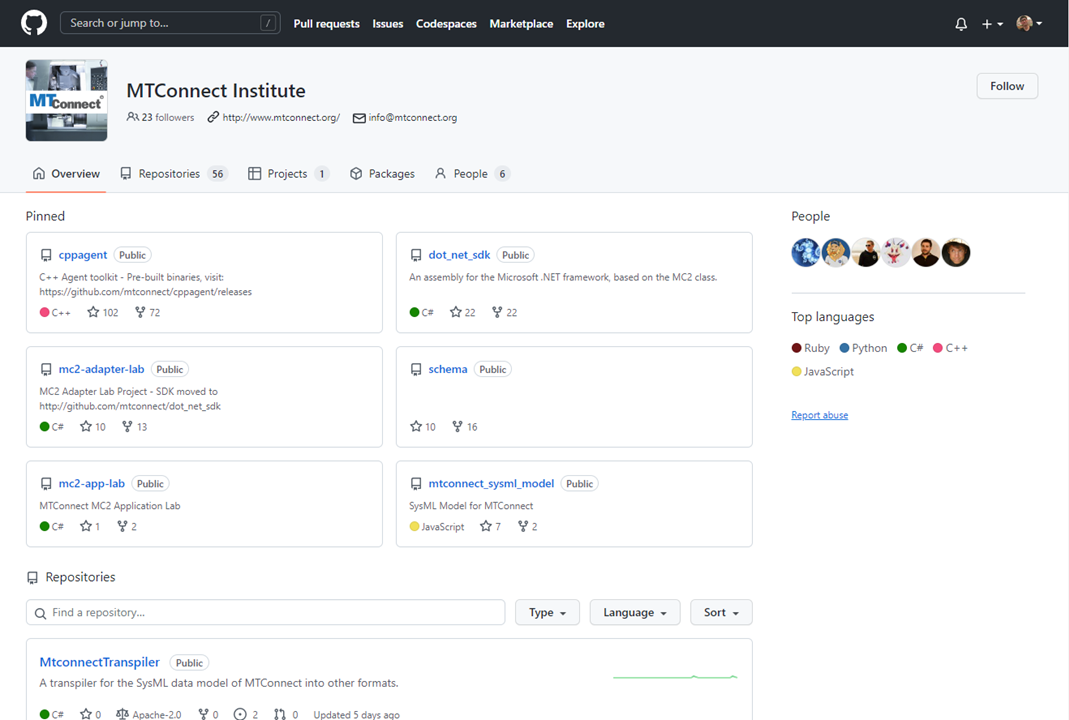 Search or jump to... /
Pull requests Issues Codespaces Marketplace Explore
MTConnect®
MTConnect Institute
Follow
23 followers http://www.mtconnect.org/ info@mtconnect.org
Overview Repositories 56 Projects 1 Packages People 6
Pinned
cppagent Public
C++ Agent toolkit - Pre-built binaries, visit:
https://github.com/mtconnect/cppagent/releases
C++ 102 72
dot_net_sdk Public
An assembly for the Microsoft .NET framework, based on the MC2 class.
C# 22 22
mc2-adapter-lab Public
MC2 Adapter Lab Project - SDK moved to
http://github.com/mtconnect/dot_net_sdk
C# 10 13
schema Public
10 16
mc2-app-lab Public
MTConnect MC2 Application Lab
C# 1 2
mtconnect_sysml_model Public
SysML Model for MTConnect
JavaScript 7 2
Repositories
Find a repository...
Type Language Sort
MtconnectTranspiler Public
A transpiler for the SysML data model of MTConnect into other formats.
C# 0 Apache-2.0 0 2 0 Updated 5 days ago
People
Top languages
Ruby Python C# C++
JavaScript
Report abuse